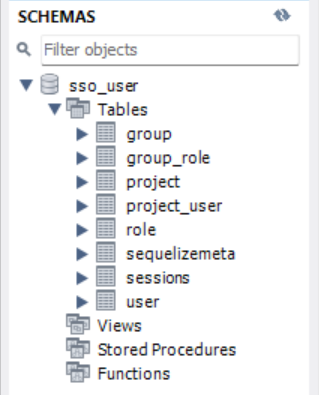 SCHEMAS
Filter objects
sso_user
Tables
group
group_role
project
project_user
role
sequelizemeta
sessions
user
Views
Stored Procedures
Functions